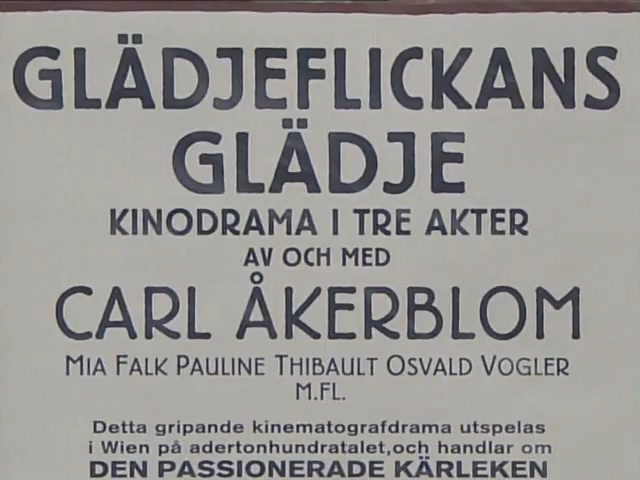 GLÄDJEFLICKANS
GLÄDJE
KINODRAMA I TRE AKTER
AV OCH MED
CARL ÅKERBLOM
MIA FALK PAULINE THIBAULT OSVALD VOGLER
M.FL.
Detta gripande kinematografdrama utspelas
i Wien på adertonhundratalet,och handlar om
DEN PASSIONERADE KÄRLEKEN